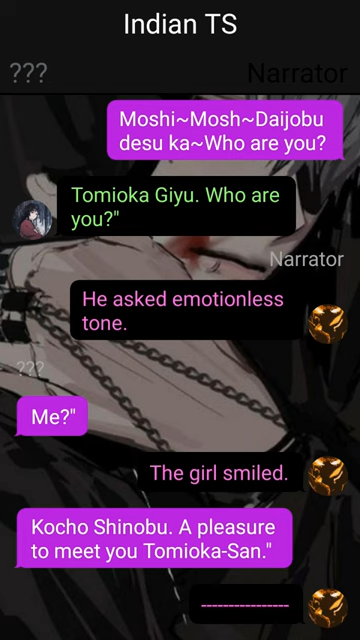 Indian TS
???
Narrator
Moshi~Mosh~Daijobu
desu ka~Who are you?
Tomioka Giyu. Who are
you?"
Narrator
He asked emotionless
tone.
???
Me?"
The girl smiled.
Kocho Shinobu. A pleasure
to meet you Tomioka-San."
----------------